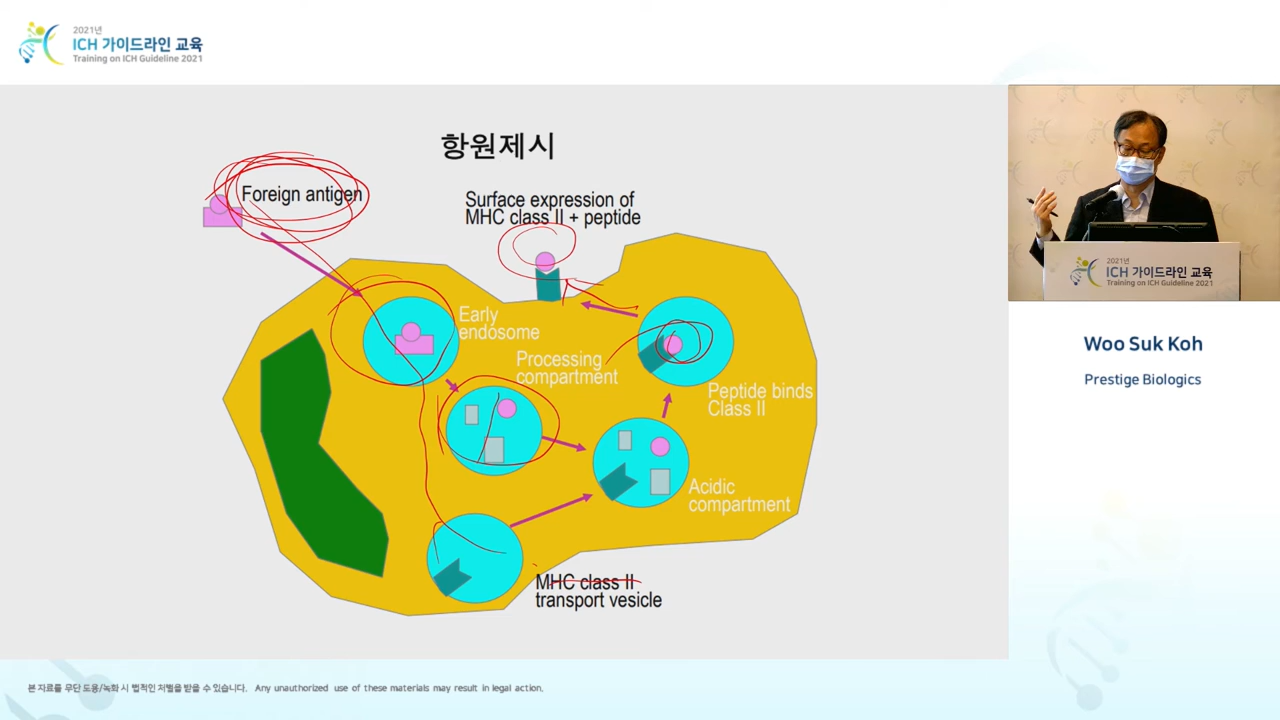 2021년
ICH 가이드라인 교육
Training on ICH Guideline 2021
항원제시
Foreign antigen
Surface expression of
MHC class II + peptide
Early
endosome
Processing
compartment
Peptide binds
Class II
Acidic
compartment
MHC class II
transport vesicle
2021년
ICH 가이드라인 교육
Training on ICH Guideline 2021
Woo Suk Koh
Prestige Biologics
본 자료를 무단 도용/녹화 시 법적인 처벌을 받을 수 있습니다. Any unauthorized use of these materials may result in legal action.